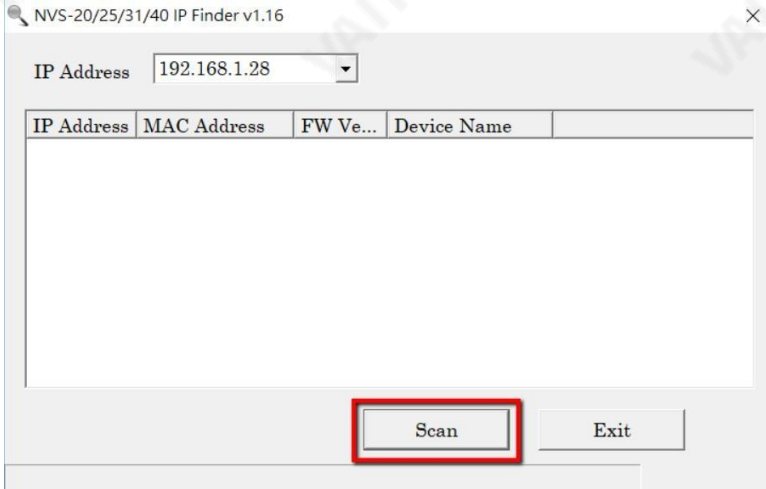 NVS-20/25/31/40 IP Finder v1.16
IP Address 192.168.1.28
IP Address MAC Address FW Ve... Device Name
Scan Exit